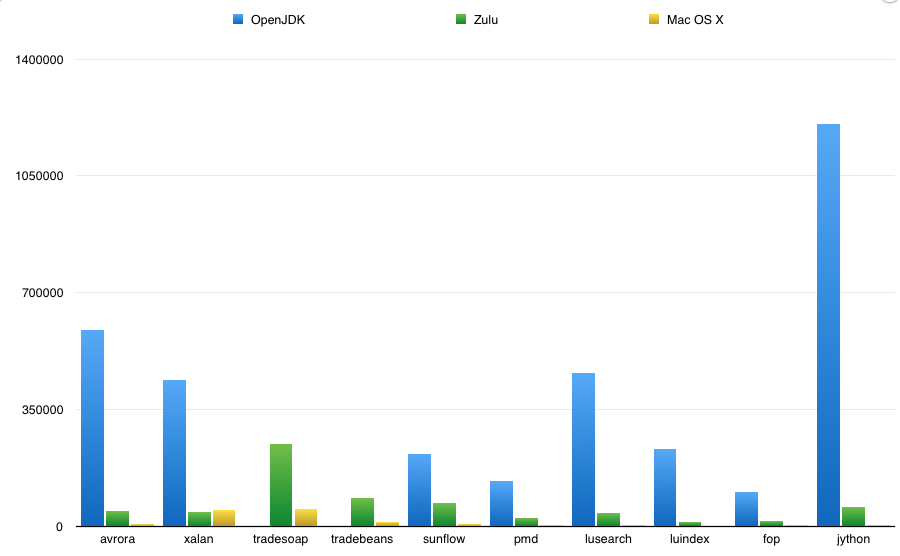 OpenJDK Zulu Mac OS X
1400000
1050000
700000
350000
0
avrora xalan tradesoap tradebeans sunflow pmd lusearch luindex fop jython